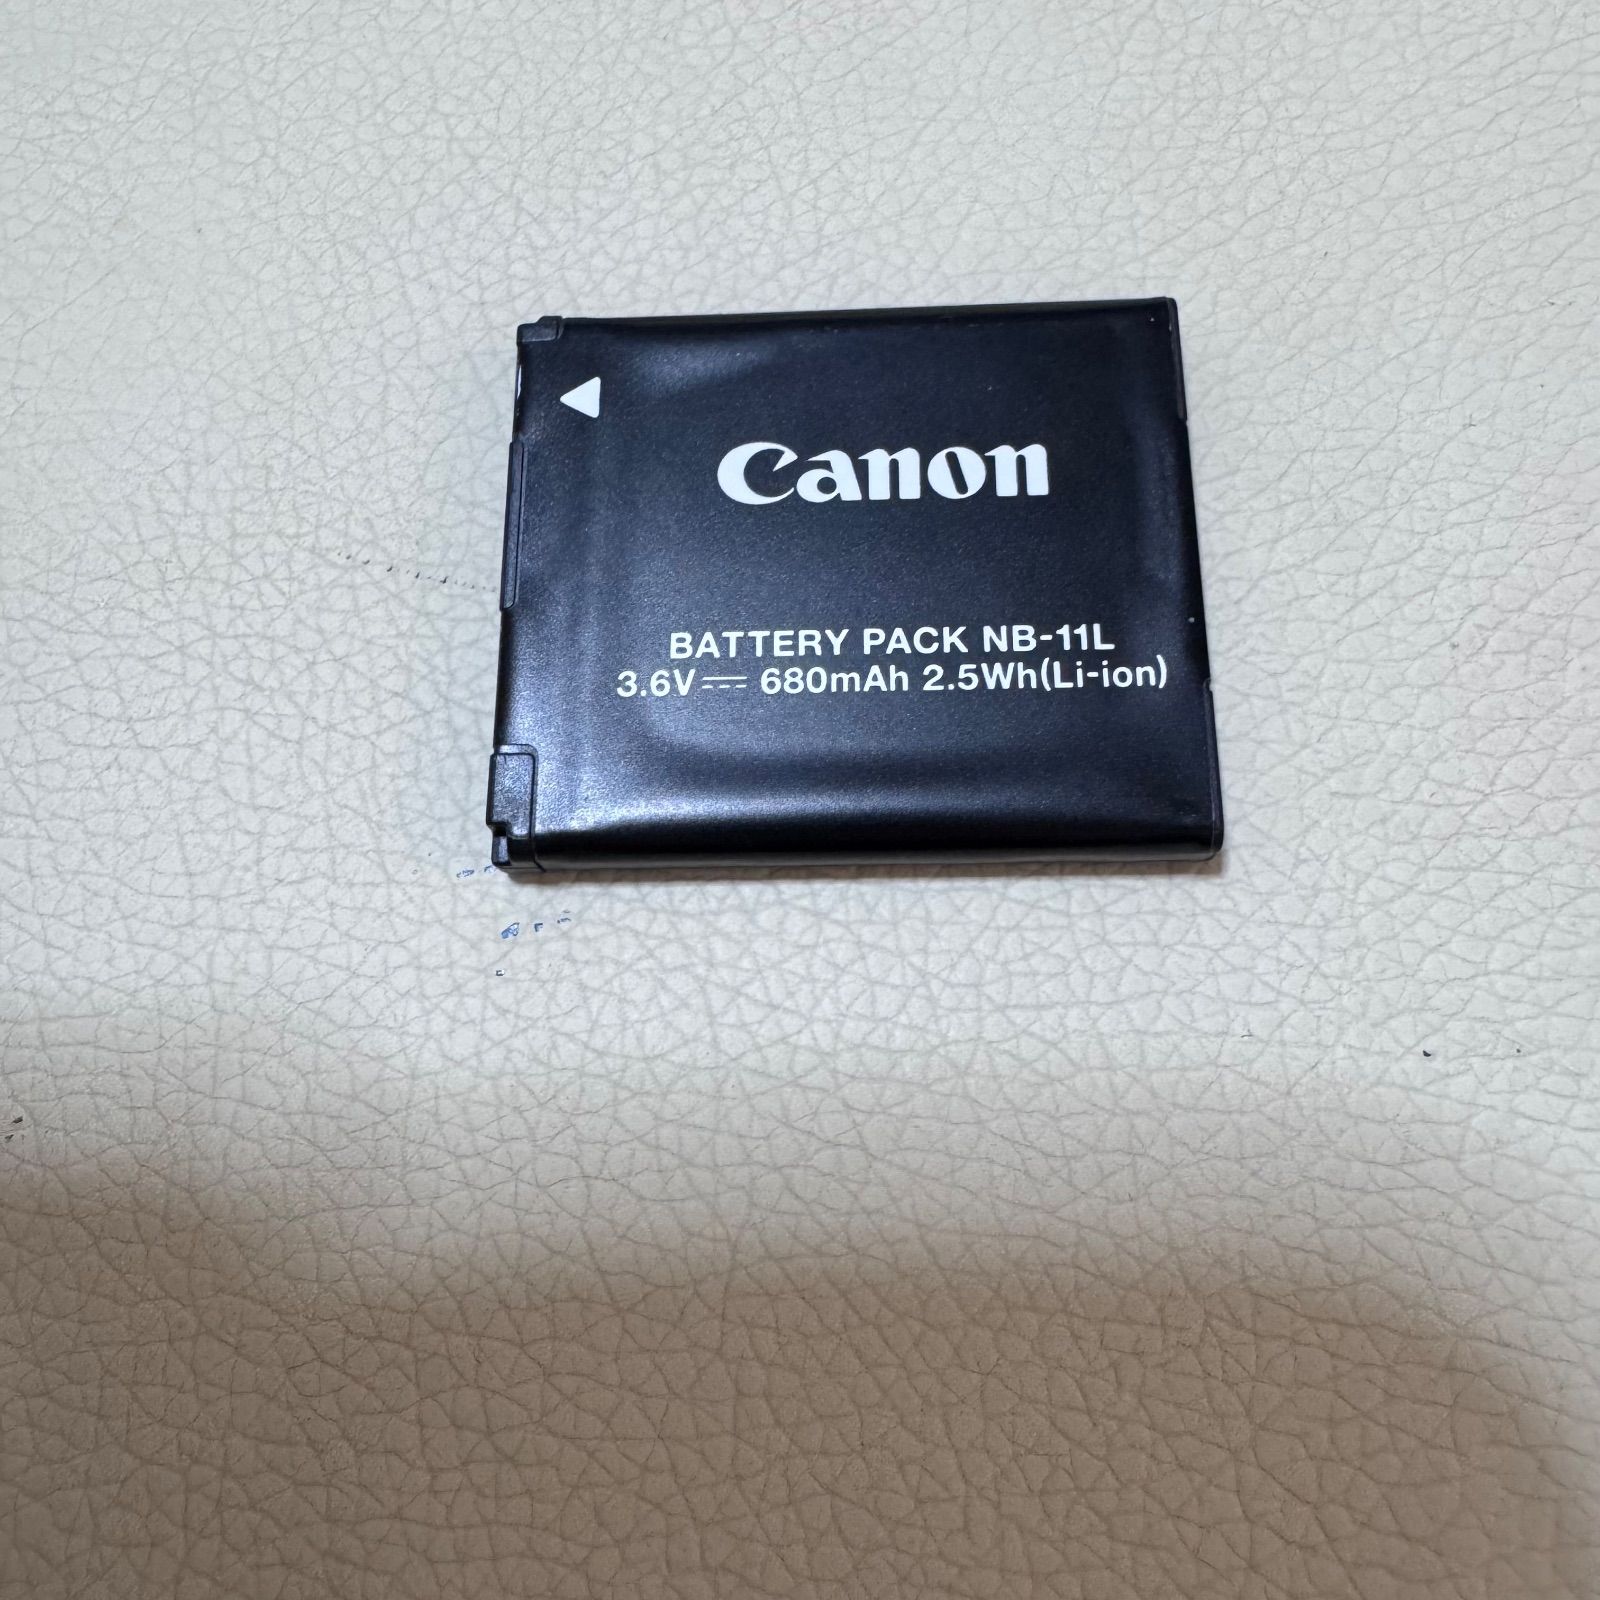 Canon
BATTERY PACK NB-11L
3.6V⎓ 680mAh 2.5Wh(Li-ion)